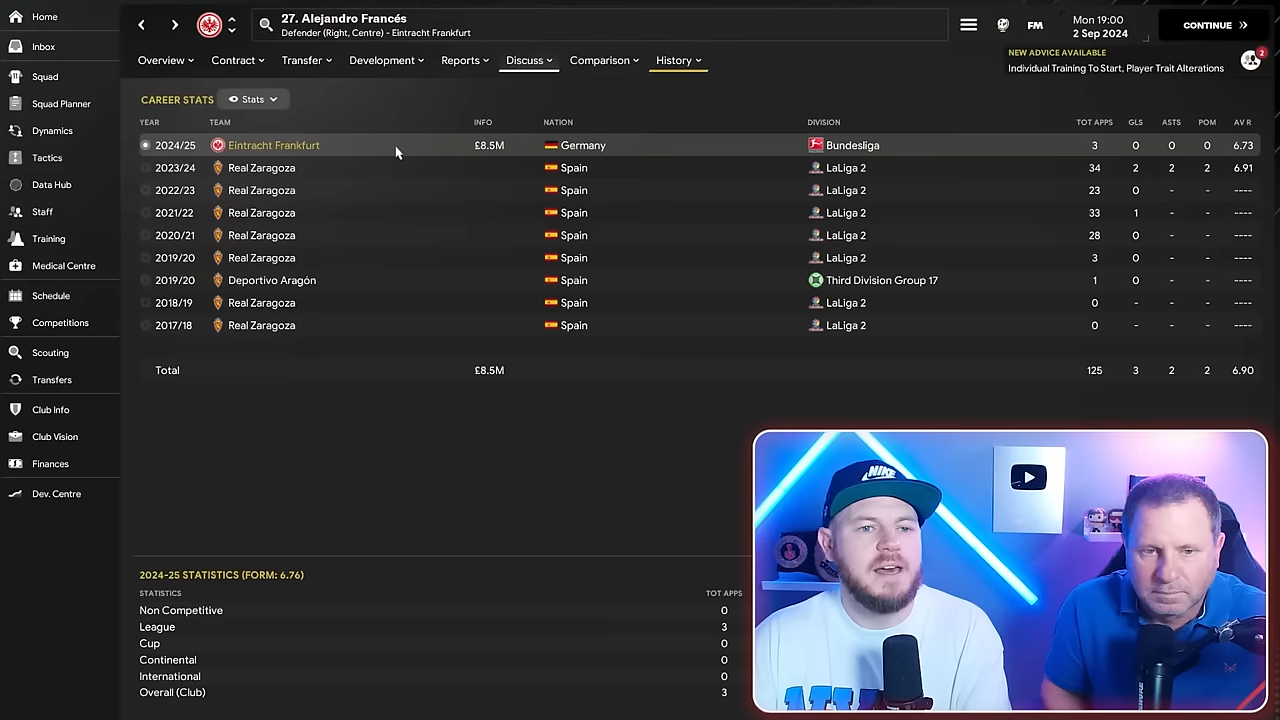 Home
Inbox
Squad
Squad Planner
Dynamics
Tactics
Data Hub
Staff
Training
Medical Centre
Schedule
Competitions
Scouting
Transfers
Club Info
Club Vision
Finances
Dev. Centre
27. Alejandro Francés
Defender (Right, Centre) - Eintracht Frankfurt
FM
Mon 19:00
2 Sep 2024
CONTINUE
Overview Contract Transfer Development Reports Discuss Comparison History
NEW ADVICE AVAILABLE
Individual Training To Start, Player Trait Alterations
2
CAREER STATS Stats
YEAR TEAM INFO NATION DIVISION TOT APPS GLS ASTS POM AV R
2024/25 Eintracht Frankfurt £8.5M Germany Bundesliga 3 0 0 0 6.73
2023/24 Real Zaragoza Spain LaLiga 2 34 2 2 2 6.91
2022/23 Real Zaragoza Spain LaLiga 2 23 0 - - ----
2021/22 Real Zaragoza Spain LaLiga 2 33 1 - - ----
2020/21 Real Zaragoza Spain LaLiga 2 28 0 - - ----
2019/20 Real Zaragoza Spain LaLiga 2 3 0 - - ----
2019/20 Deportivo Aragón Spain Third Division Group 17 1 0 - - ----
2018/19 Real Zaragoza Spain LaLiga 2 0 - - - ----
2017/18 Real Zaragoza Spain LaLiga 2 0 - - - ----
Total £8.5M 125 3 2 2 6.90
2024-25 STATISTICS (FORM: 6.76)
STATISTICS TOT APPS
Non Competitive 0
League 3
Cup 0
Continental 0
International 0
Overall (Club) 3
NIKE